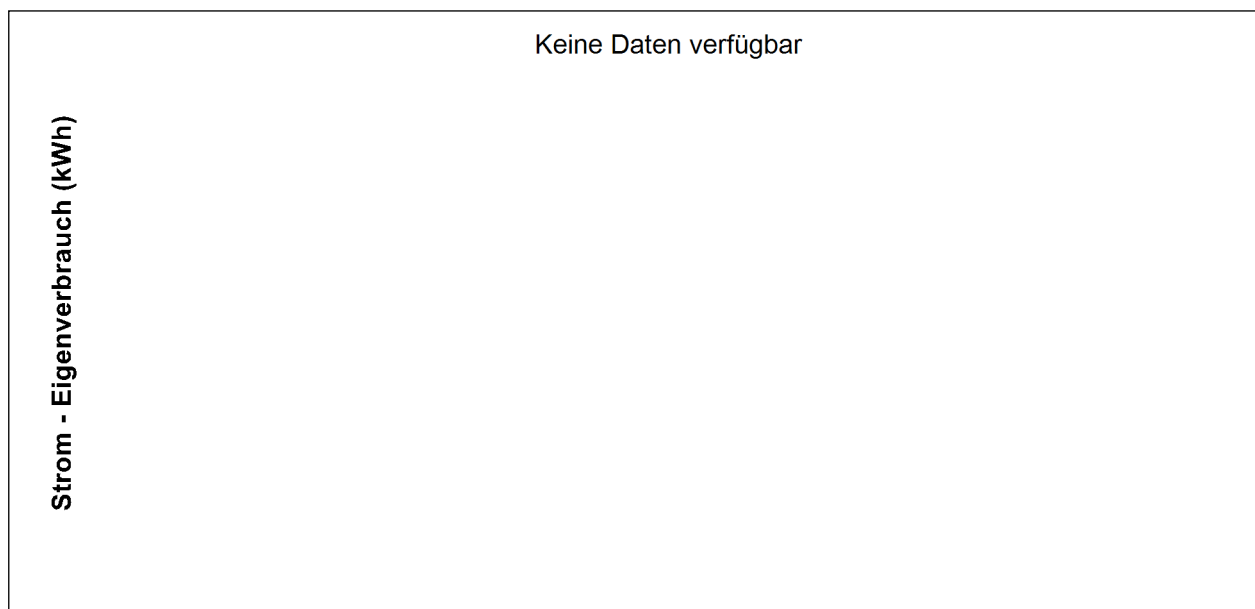 Keine Daten verfügbar
Strom - Eigenverbrauch (kWh)